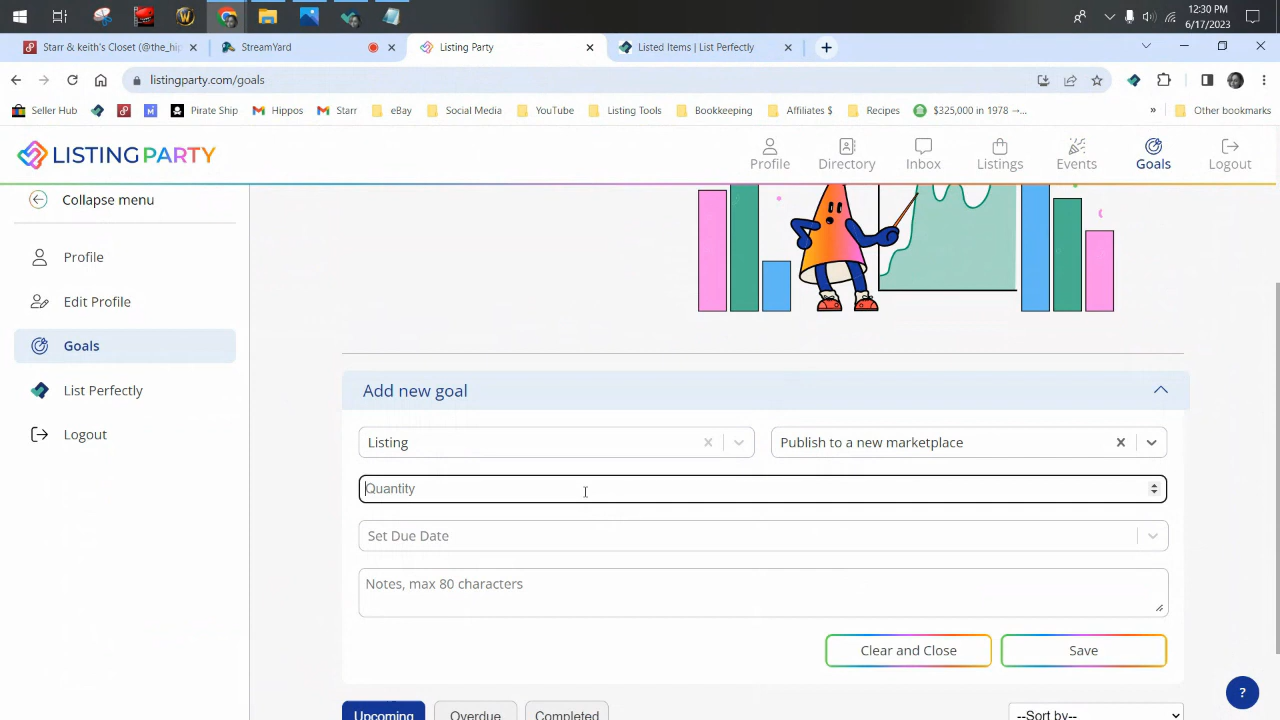 12:30 PM
6/17/2023
Starr & keith's Closet (@the_hip
StreamYard
Listing Party
Listed Items | List Perfectly
listingparty.com/goals
Seller Hub
Pirate Ship
Hippos
Starr
eBay
Social Media
YouTube
Listing Tools
Bookkeeping
Affiliates $
Recipes
$325,000 in 1978 →...
»
Other bookmarks
LISTINGPARTY
Profile
Directory
Inbox
Listings
Events
Goals
Logout
Collapse menu
Profile
Edit Profile
Goals
List Perfectly
Logout
Add new goal
Listing
Publish to a new marketplace
Quantity
Set Due Date
Notes, max 80 characters
Clear and Close
Save
Upcoming
Overdue
Completed
--Sort by--
?